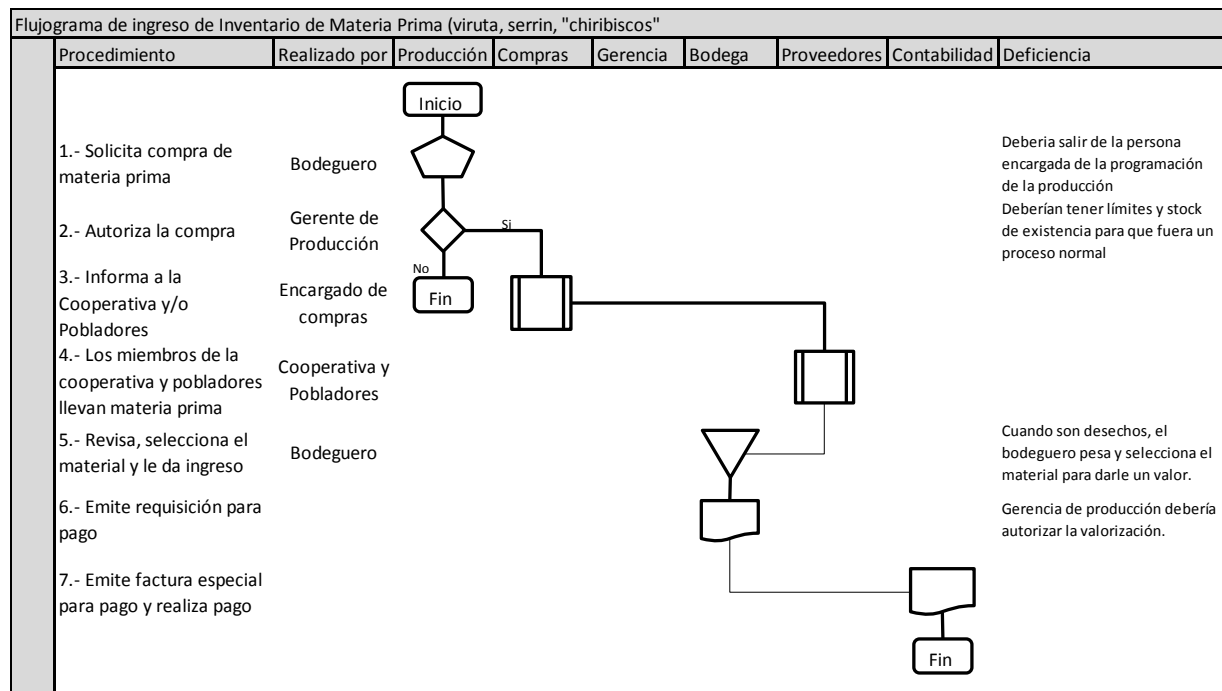 Flujograma de ingreso de Inventario de Materia Prima (viruta, serrin, "chiribiscos"
Procedimiento Realizado por Producción Compras Gerencia Bodega Proveedores Contabilidad Deficiencia
Inicio
1.- Solicita compra de
materia prima
Bodeguero
Deberia salir de la persona
encargada de la programación
de la producción
2.- Autoriza la compra
Gerente de
Producción
Si
No
Deberían tener límites y stock
de existencia para que fuera un
proceso normal
3.- Informa a la
Cooperativa y/o
Pobladores
Encargado de
compras
Fin
4.- Los miembros de la
cooperativa y pobladores
llevan materia prima
Cooperativa y
Pobladores
5.- Revisa, selecciona el
material y le da ingreso
Bodeguero
Cuando son desechos, el
bodeguero pesa y selecciona el
material para darle un valor.
6.- Emite requisición para
pago
Gerencia de producción debería
autorizar la valorización.
7.- Emite factura especial
para pago y realiza pago
Fin